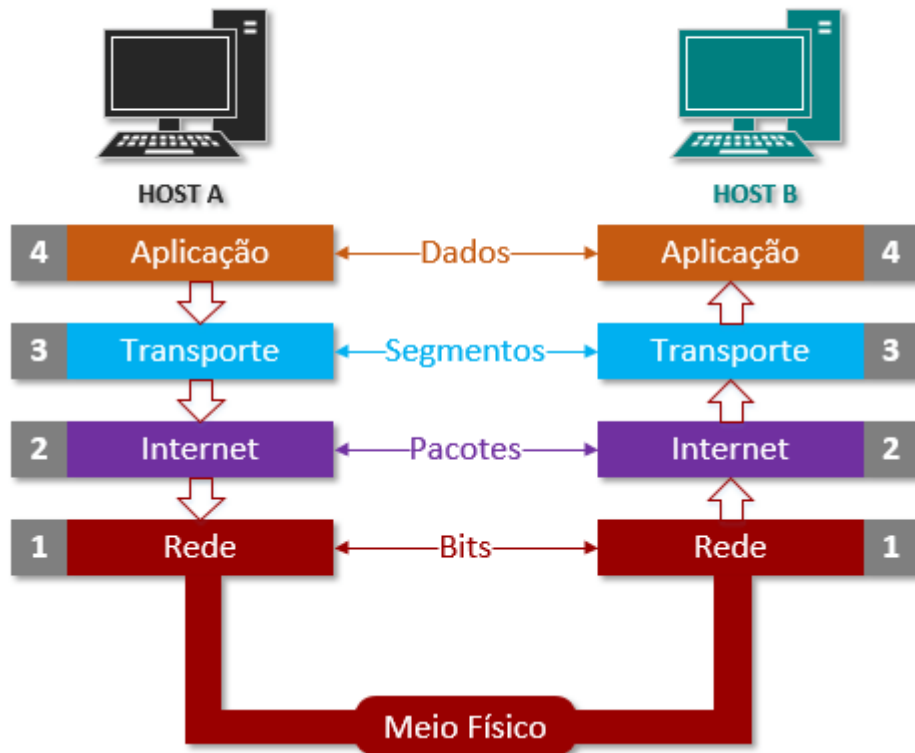 HOST A HOST B
4 Aplicação Dados Aplicação 4
3 Transporte Segmentos Transporte 3
2 Internet Pacotes Internet 2
1 Rede Bits Rede 1
Meio Físico